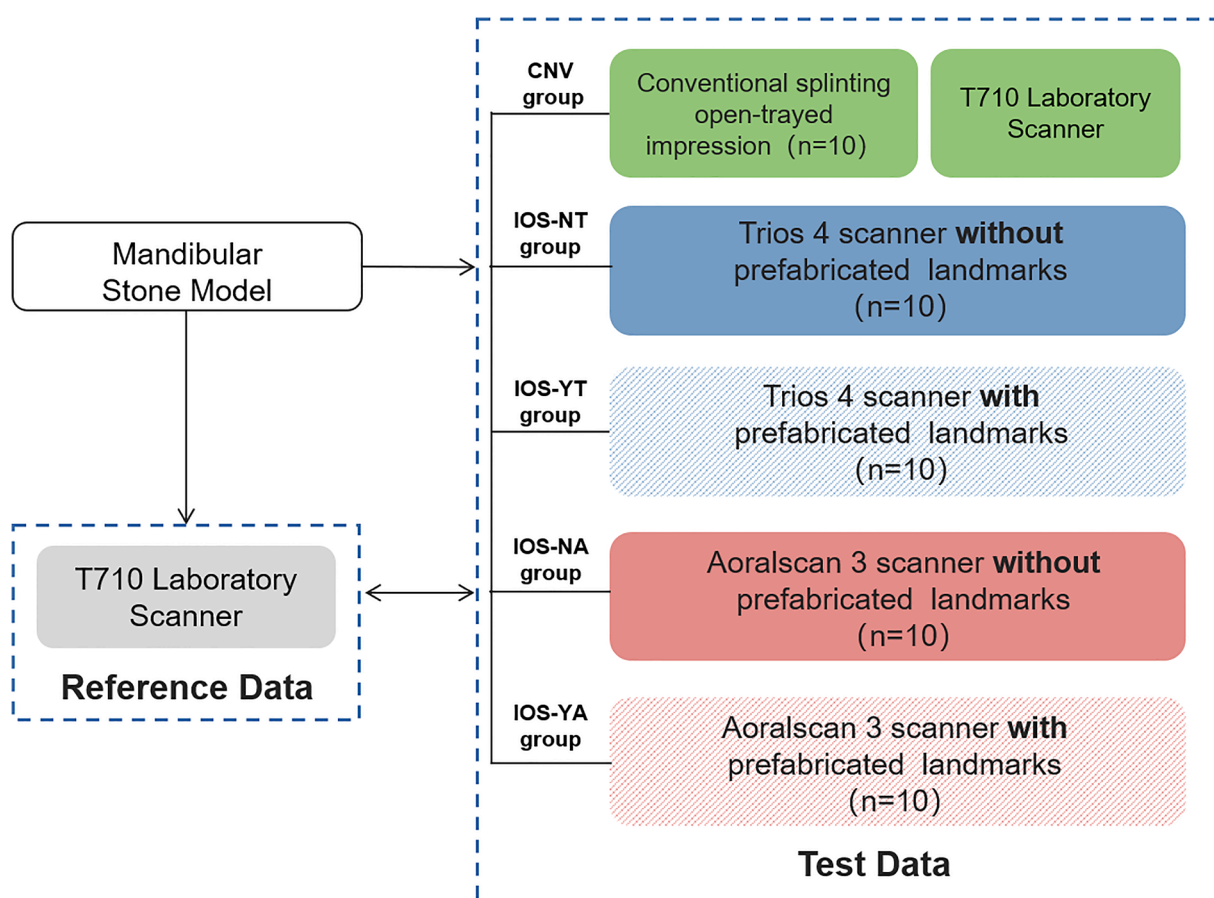 CNV
group
Conventional splinting
open-trayed
impression (n=10)
T710 Laboratory
Scanner
IOS-NT
group
Trios 4 scanner without
prefabricated landmarks
(n=10)
Mandibular
Stone Model
IOS-YT
group
Trios 4 scanner with
prefabricated landmarks
(n=10)
IOS-NA
group
Aoralscan 3 scanner without
prefabricated landmarks
(n=10)
T710 Laboratory
Scanner
Reference Data
IOS-YA
group
Aoralscan 3 scanner with
prefabricated landmarks
(n=10)
Test Data